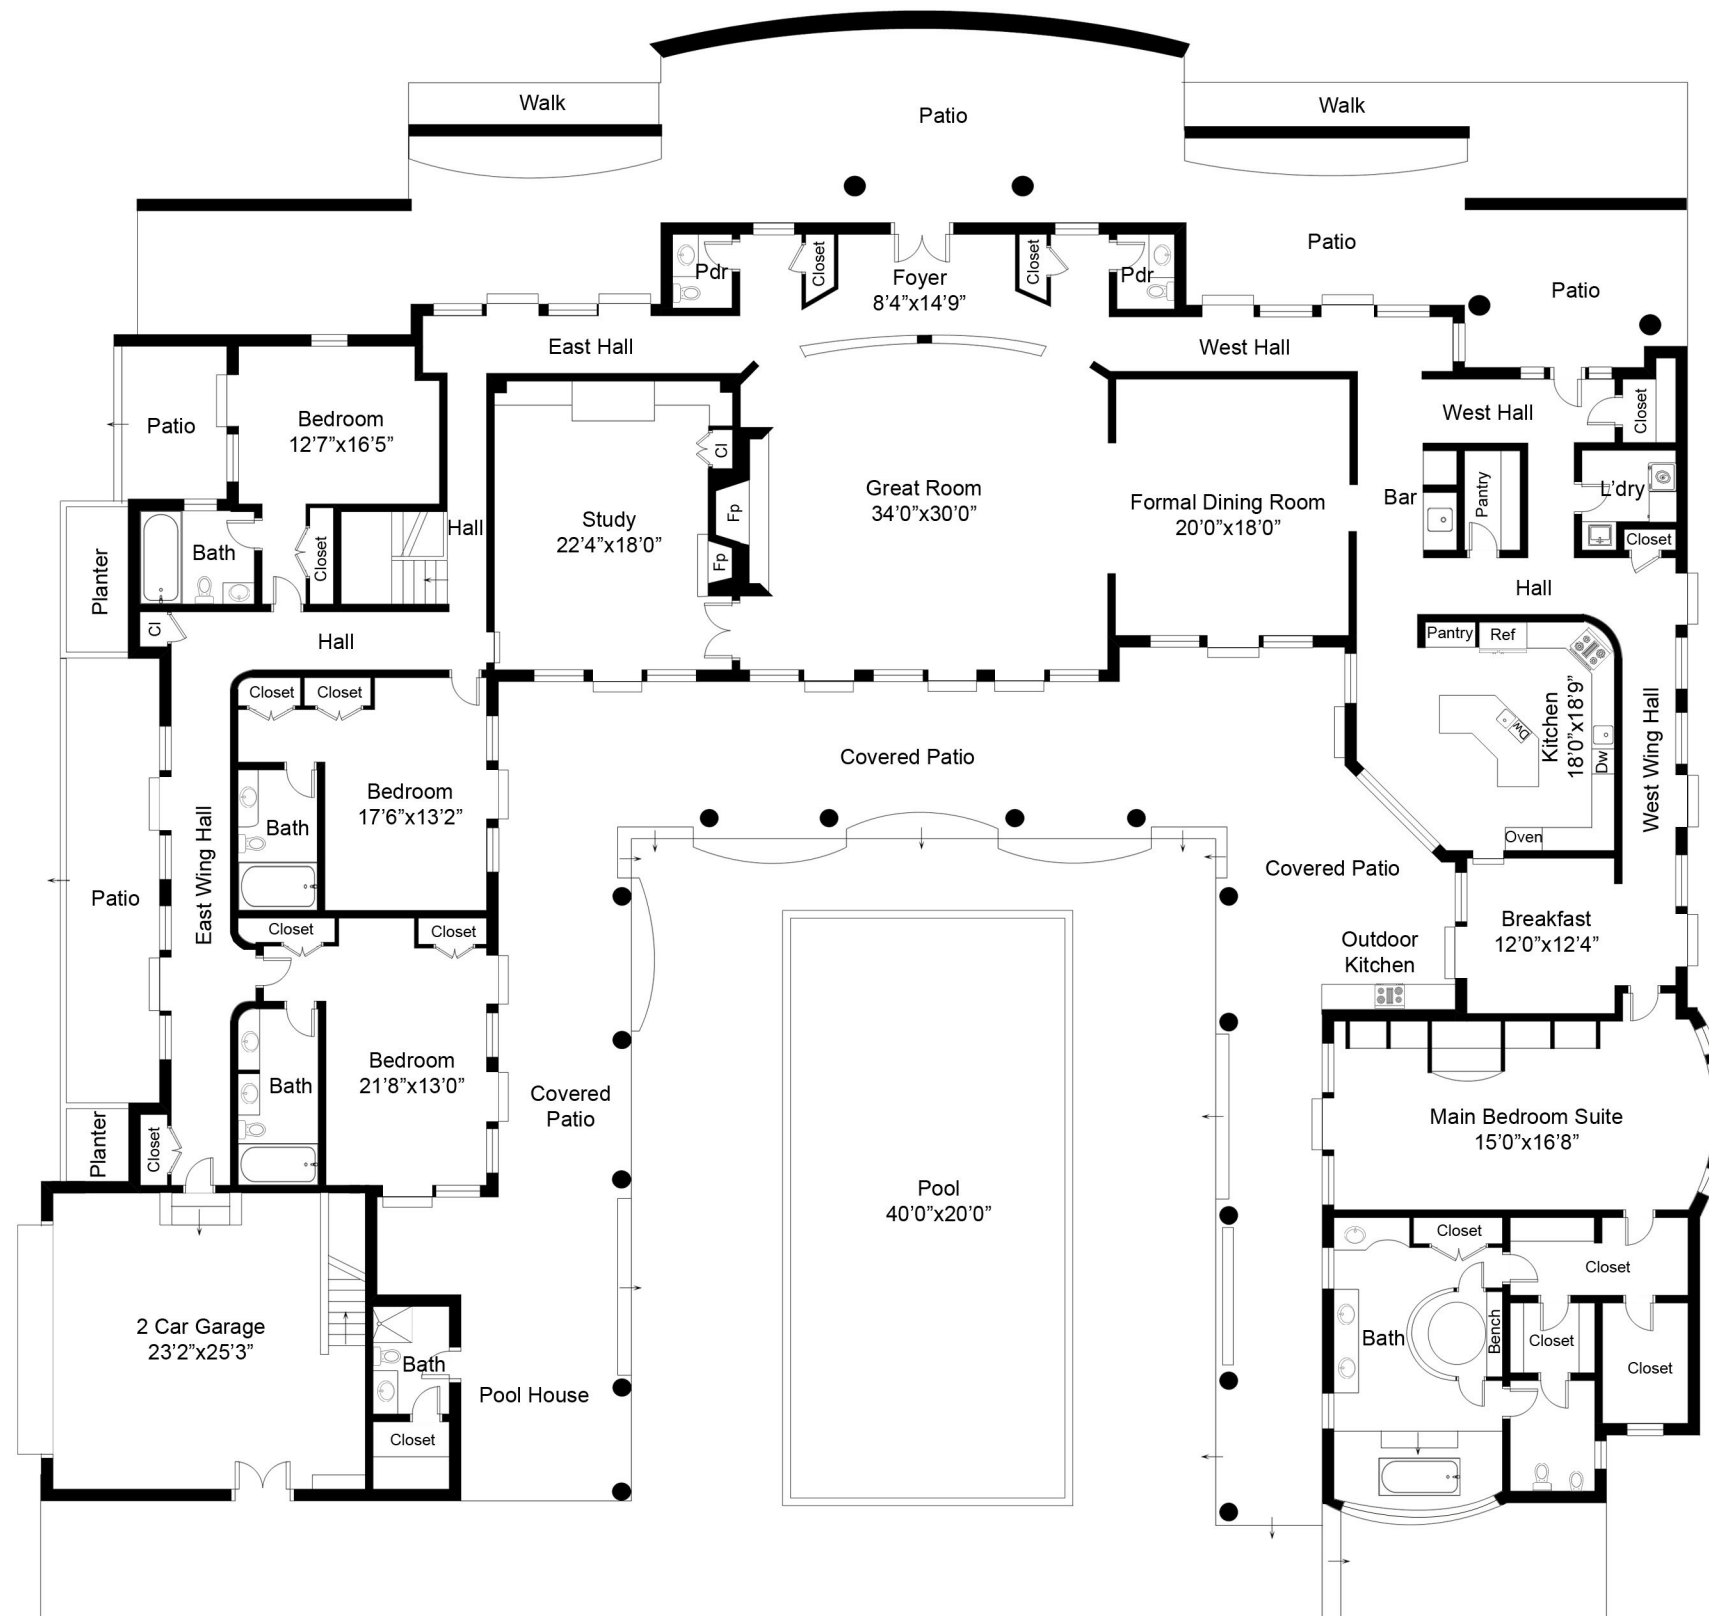 Walk
Patio
Walk
Patio
Patio
Pdr
Closet
Foyer
8'4"x14'9"
Closet
Pdr
East Hall
West Hall
Patio
Bedroom
12'7"x16'5"
Hall
Study
22'4"x18'0"
Cl
Fp
Fp
Great Room
34'0"x30'0"
Formal Dining Room
20'0"x18'0"
West Hall
Closet
Bar
Pantry
L'dry
Closet
Planter
Bath
Closet
Cl
Hall
Hall
Pantry
Ref
Closet
Closet
Kitchen
18'0"x18'9"
Dw
Dw
Oven
West Wing Hall
Covered Patio
Bedroom
17'6"x13'2"
Bath
East Wing Hall
Patio
Covered Patio
Breakfast
12'0"x12'4"
Outdoor
Kitchen
Closet
Closet
Bedroom
21'8"x13'0"
Bath
Covered
Patio
Planter
Closet
Main Bedroom Suite
15'0"x16'8"
Pool
40'0"x20'0"
Closet
Closet
2 Car Garage
23'2"x25'3"
Bath
Pool House
Closet
Bath
Bench
Closet
Closet